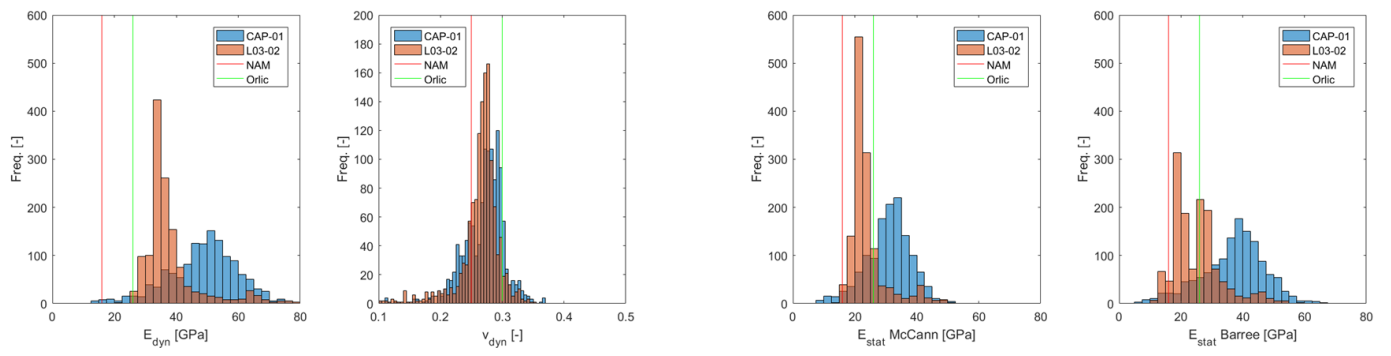 600
500
400
300
200
100
0
Freq. [-]
0 20 40 60 80
E_dyn [GPa]
CAP-01
L03-02
NAM
Orlic
200
180
160
140
120
100
80
60
40
20
0
Freq. [-]
0.1 0.2 0.3 0.4 0.5
v_dyn [-]
CAP-01
L03-02
NAM
Orlic
600
500
400
300
200
100
0
Freq. [-]
0 20 40 60 80
E_stat McCann [GPa]
CAP-01
L03-02
NAM
Orlic
600
500
400
300
200
100
0
Freq. [-]
0 20 40 60 80
E_stat Barree [GPa]
CAP-01
L03-02
NAM
Orlic